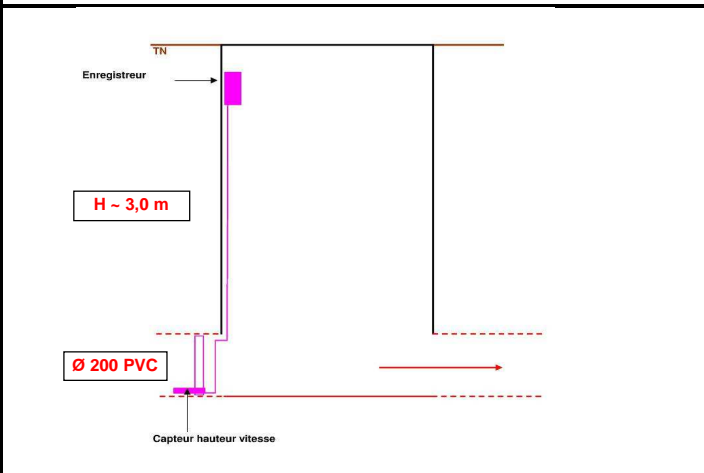 TN
Enregistreur
H ~ 3,0 m
Ø 200 PVC
Capteur hauteur vitesse